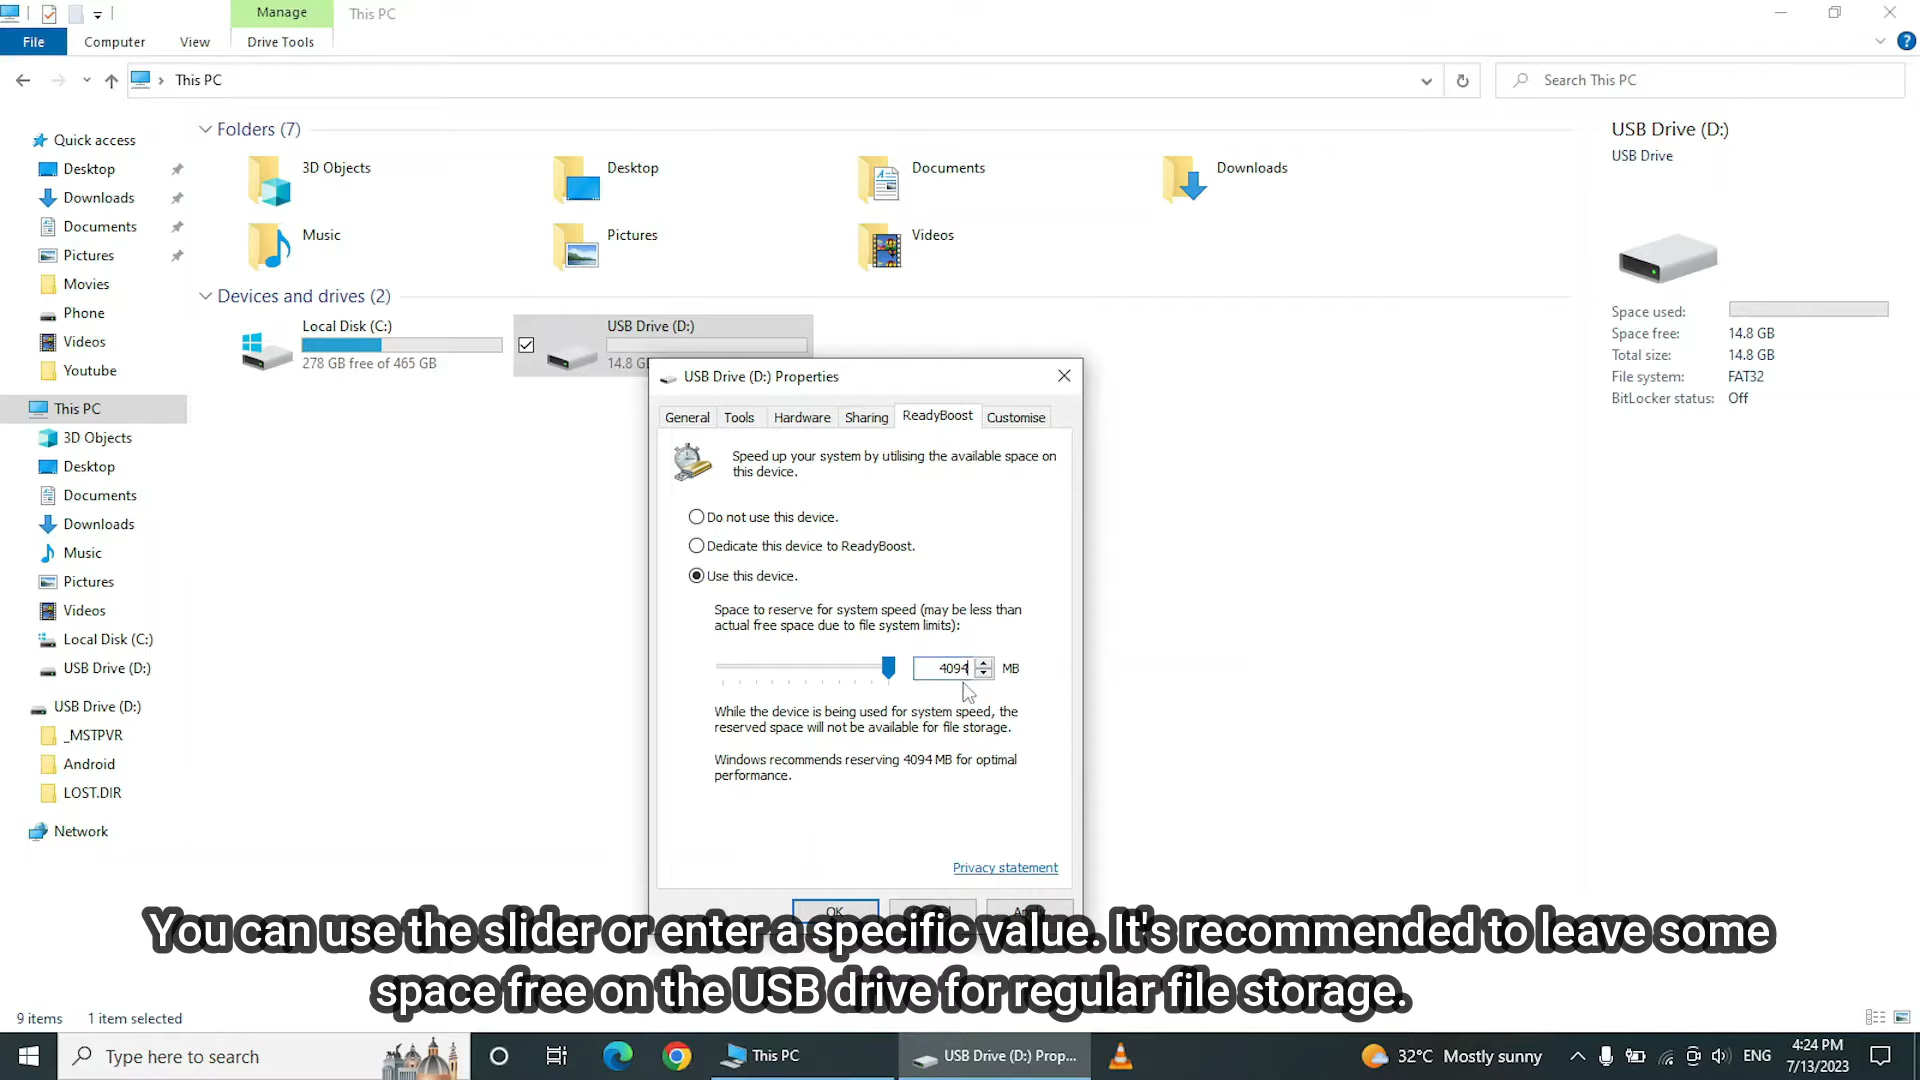 Manage
This PC
File
Computer
View
Drive Tools
This PC
Search This PC
Quick access
Desktop
Downloads
Documents
Pictures
Movies
Phone
Videos
Youtube
This PC
3D Objects
Desktop
Documents
Downloads
Music
Pictures
Videos
Local Disk (C:)
USB Drive (D:)
USB Drive (D:)
_MSTPVR
Android
LOST.DIR
Network
Folders (7)
3D Objects
Desktop
Documents
Downloads
Music
Pictures
Videos
Devices and drives (2)
Local Disk (C:)
278 GB free of 465 GB
USB Drive (D:)
14.8
USB Drive (D:)
USB Drive
Space used:
Space free: 14.8 GB
Total size: 14.8 GB
File system: FAT32
BitLocker status: Off
USB Drive (D:) Properties
General
Tools
Hardware
Sharing
ReadyBoost
Customise
Speed up your system by utilising the available space on
this device.
Do not use this device.
Dedicate this device to ReadyBoost.
Use this device.
Space to reserve for system speed (may be less than
actual free space due to file system limits):
4094 MB
While the device is being used for system speed, the
reserved space will not be available for file storage.
Windows recommends reserving 4094 MB for optimal
performance.
Privacy statement
OK
You can use the slider or enter a specific value. It's recommended to leave some
space free on the USB drive for regular file storage.
9 items
1 item selected
Type here to search
This PC
USB Drive (D:) Prop...
32°C Mostly sunny
ENG
4:24 PM
7/13/2023